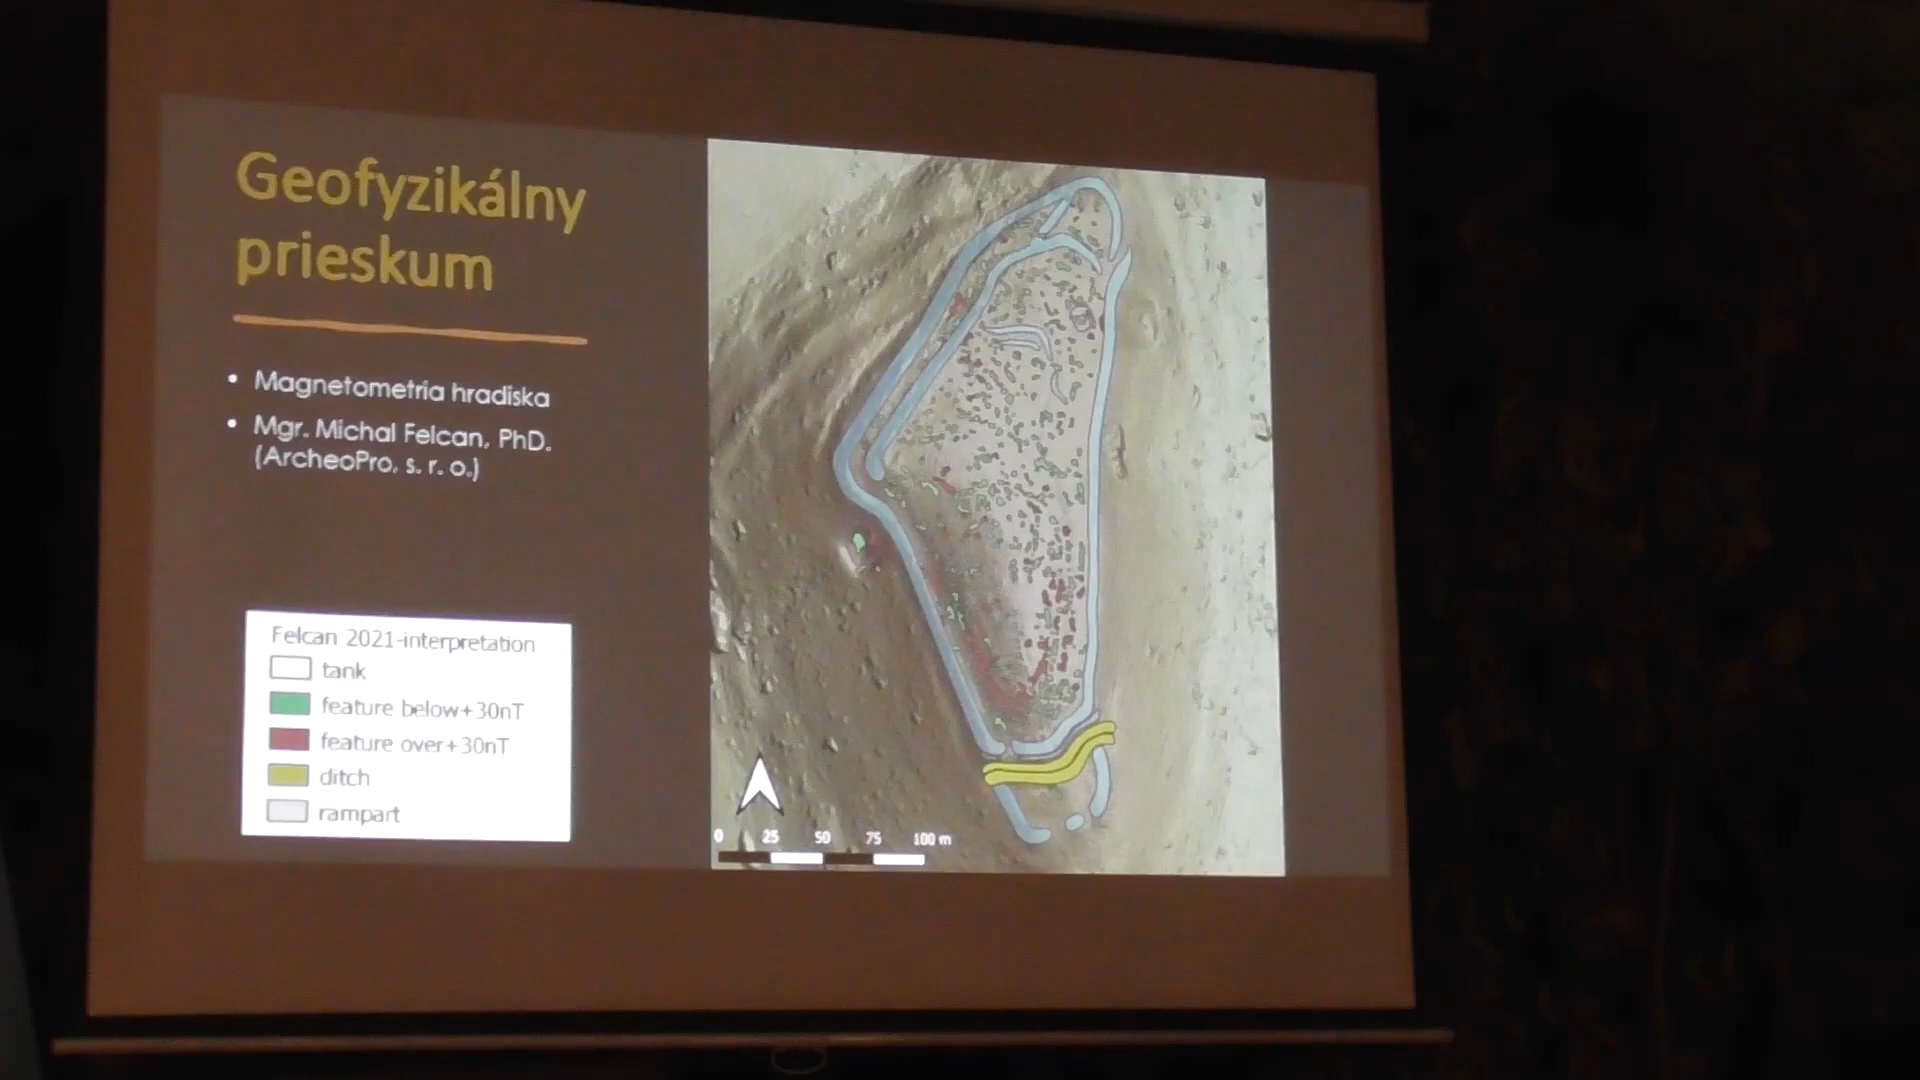 Geofyzikálny
prieskum
• Magnetometria hradiska
• Mgr. Michal Felcan, PhD.
(ArcheoPro, s. r. o.)
Felcan 2021-interpretation
tank
feature below+30nT
feature over+30nT
ditch
rampart
0 25 50 75 100 m